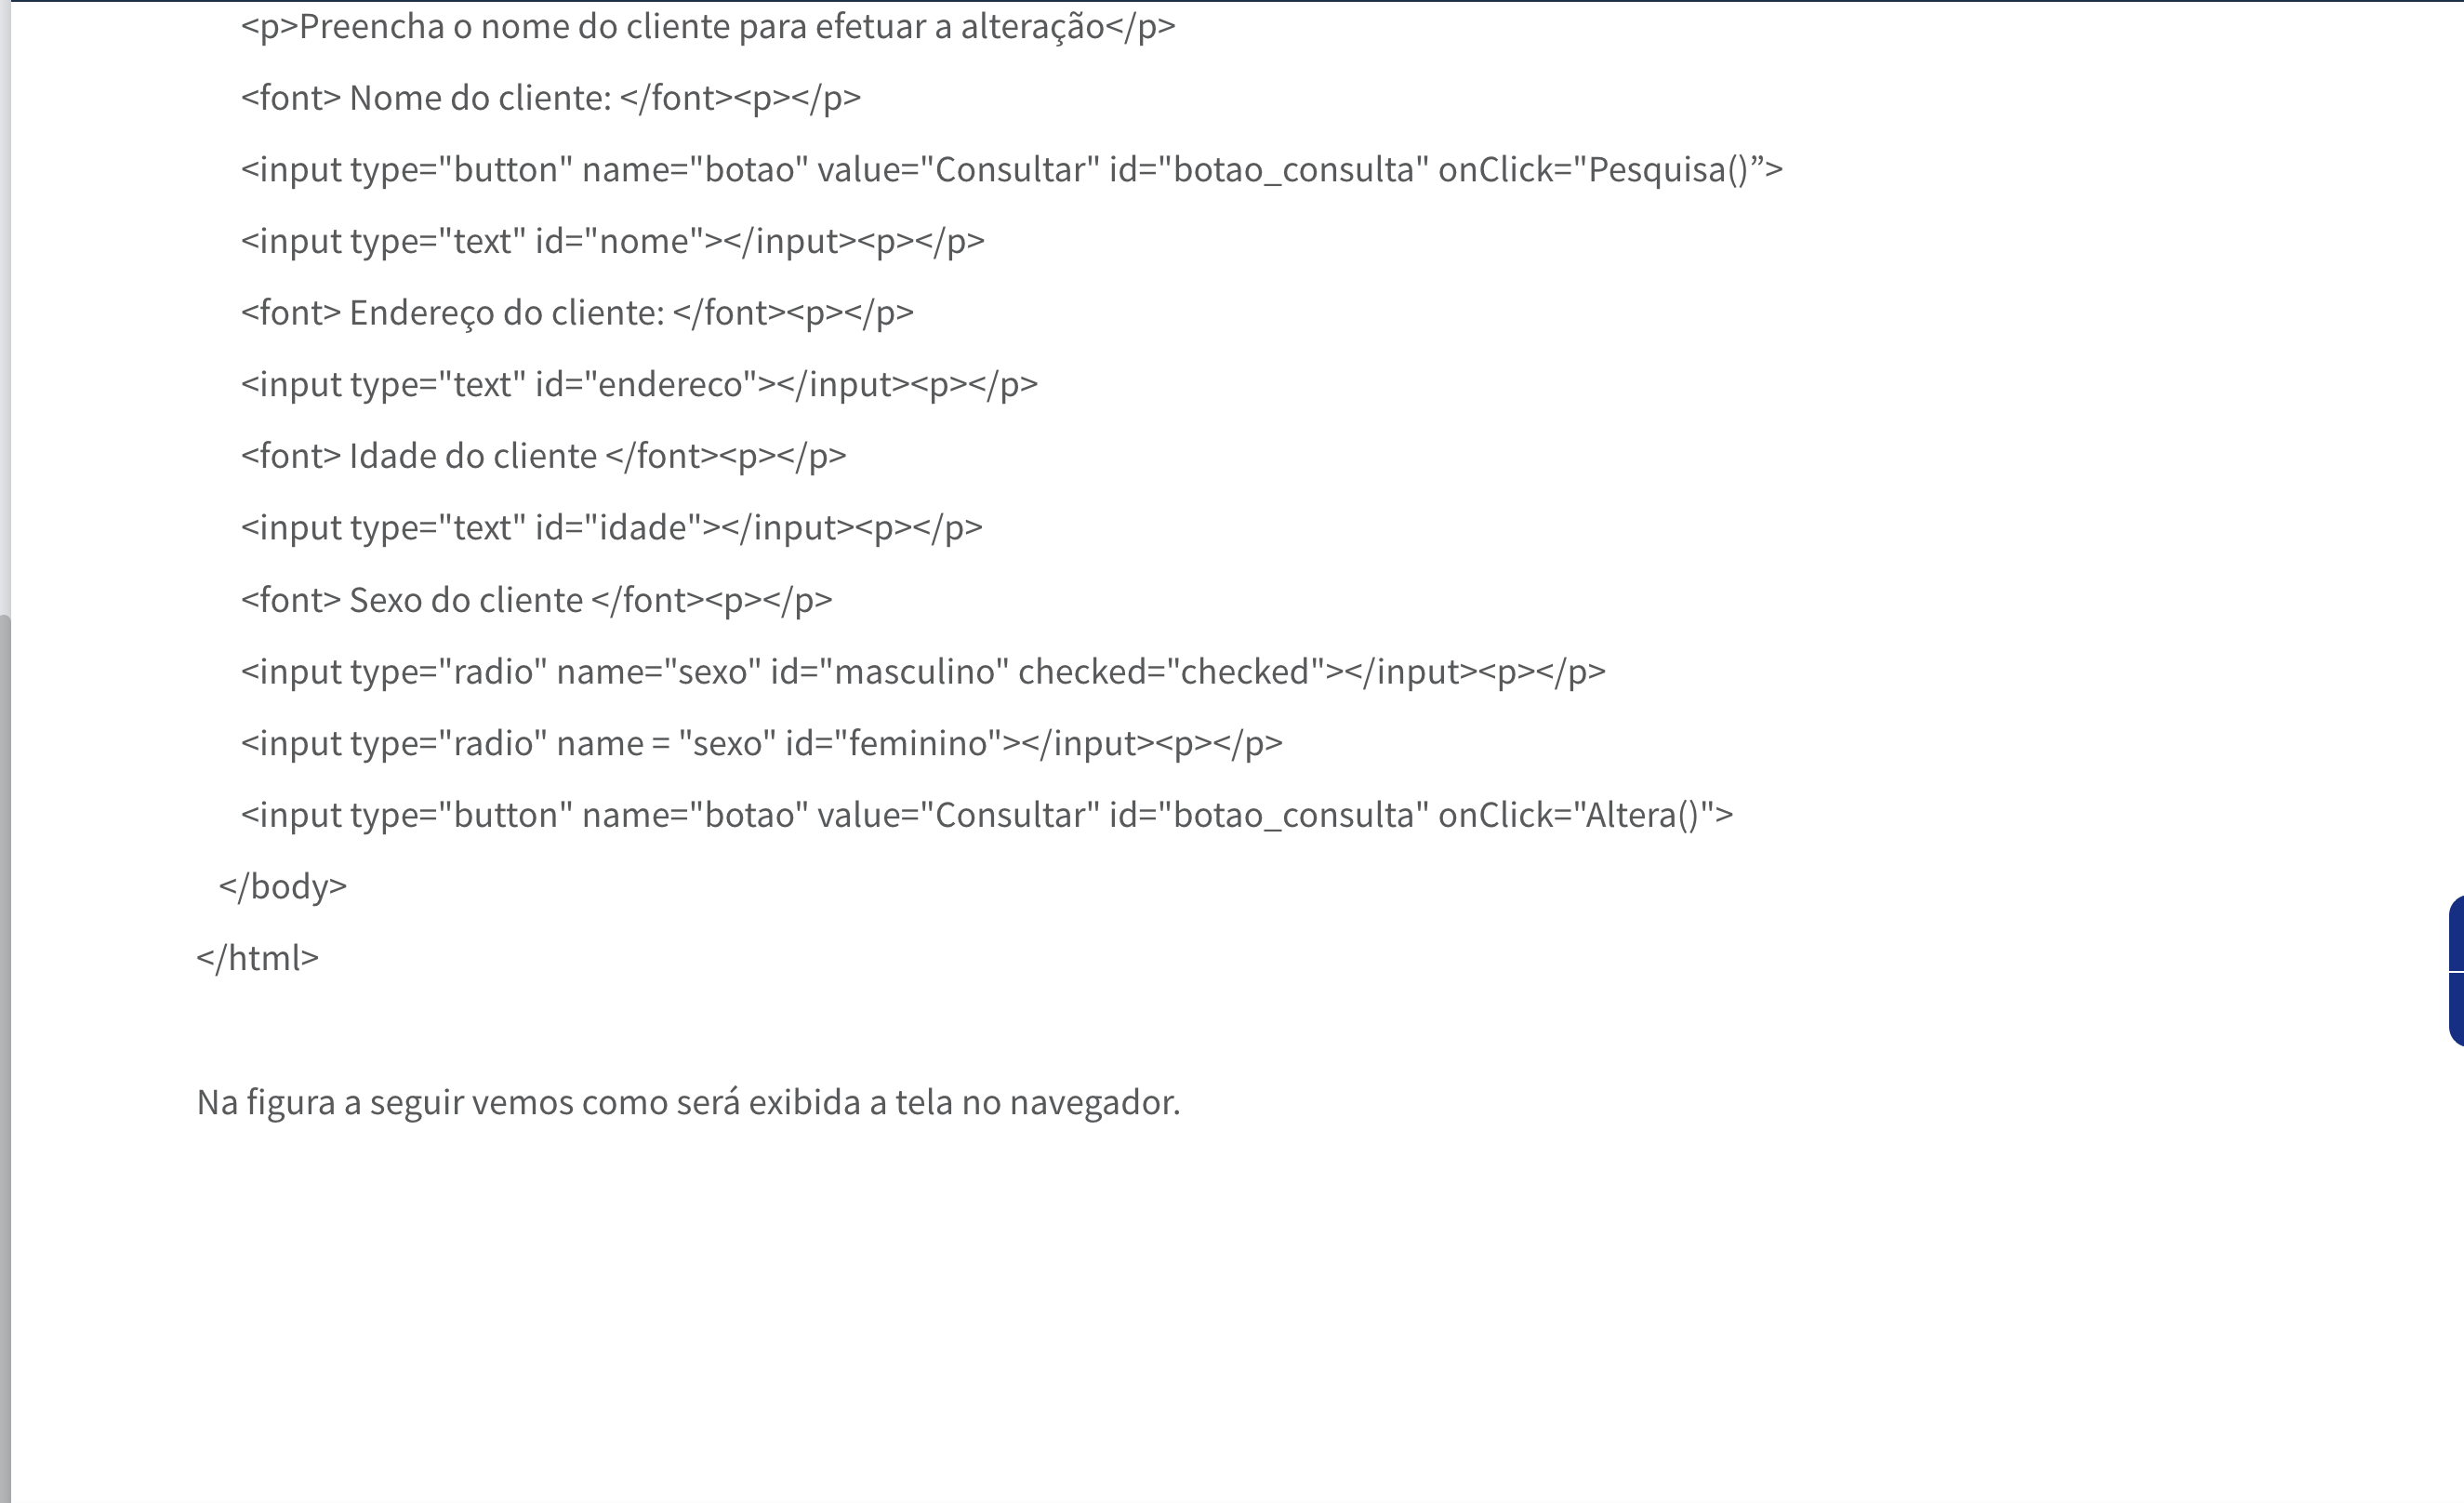 <p>Preencha o nome do cliente para efetuar a alteração</p>
<font> Nome do cliente: </font><p></p>
<input type="button" name="botao" value="Consultar" id="botao_consulta" onClick="Pesquisa()”>
<input type="text" id="nome"></input><p></p>
<font> Endereço do cliente: </font><p></p>
<input type="text" id="endereco"></input><p></p>
<font> Idade do cliente </font><p></p>
<input type="text" id="idade"></input><p></p>
<font> Sexo do cliente </font><p></p>
<input type="radio" name="sexo" id="masculino" checked="checked"></input><p></p>
<input type="radio" name = "sexo" id="feminino"></input><p></p>
<input type="button" name="botao" value="Consultar" id="botao_consulta" onClick="Altera()">
</body>
</html>
Na figura a seguir vemos como será exibida a tela no navegador.